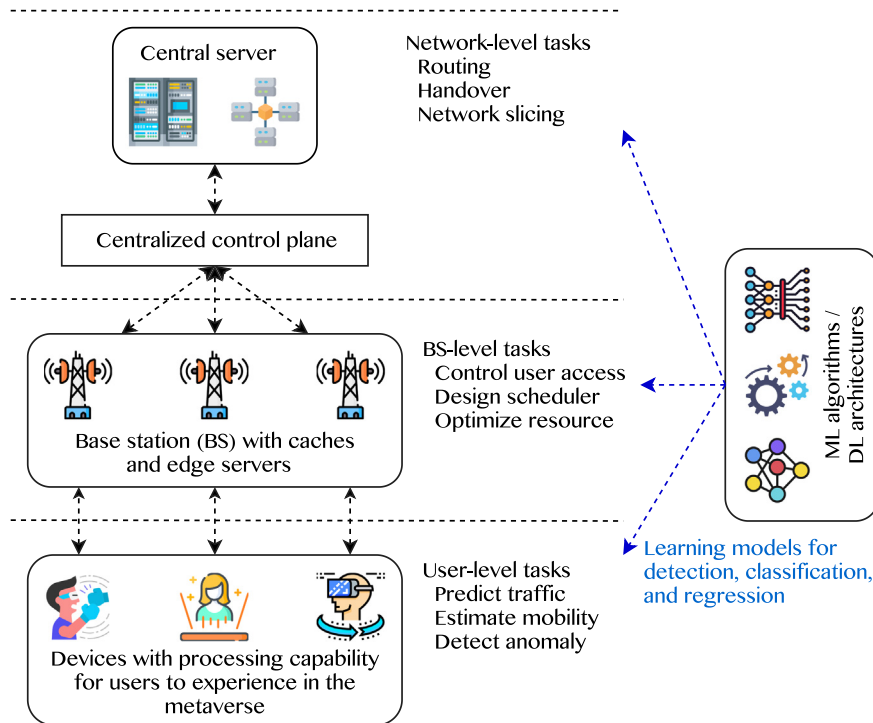 Central server
Network-level tasks
Routing
Handover
Network slicing
Centralized control plane
BS-level tasks
Control user access
Design scheduler
Optimize resource
Base station (BS) with caches
and edge servers
ML algorithms /
DL architectures
Learning models for
detection, classification,
and regression
User-level tasks
Predict traffic
Estimate mobility
Detect anomaly
Devices with processing capability
for users to experience in the
metaverse